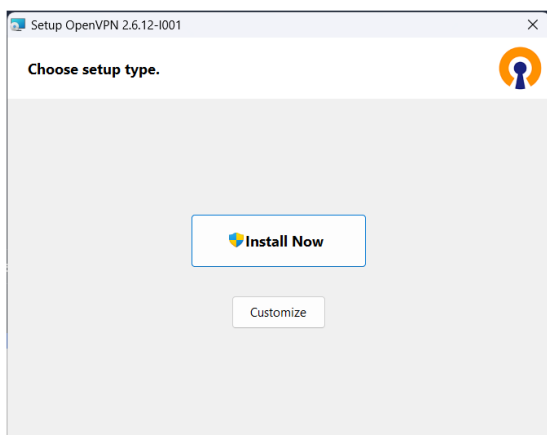 Setup OpenVPN 2.6.12-I001
Choose setup type.
Install Now
Customize